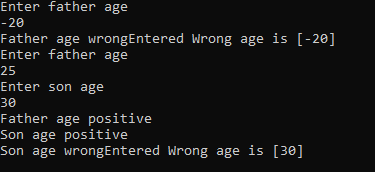 Enter father age
-20
Father age wrongEntered Wrong age is [-20]
Enter father age
25
Enter son age
30
Father age positive
Son age positive
Son age wrongEntered Wrong age is [30]